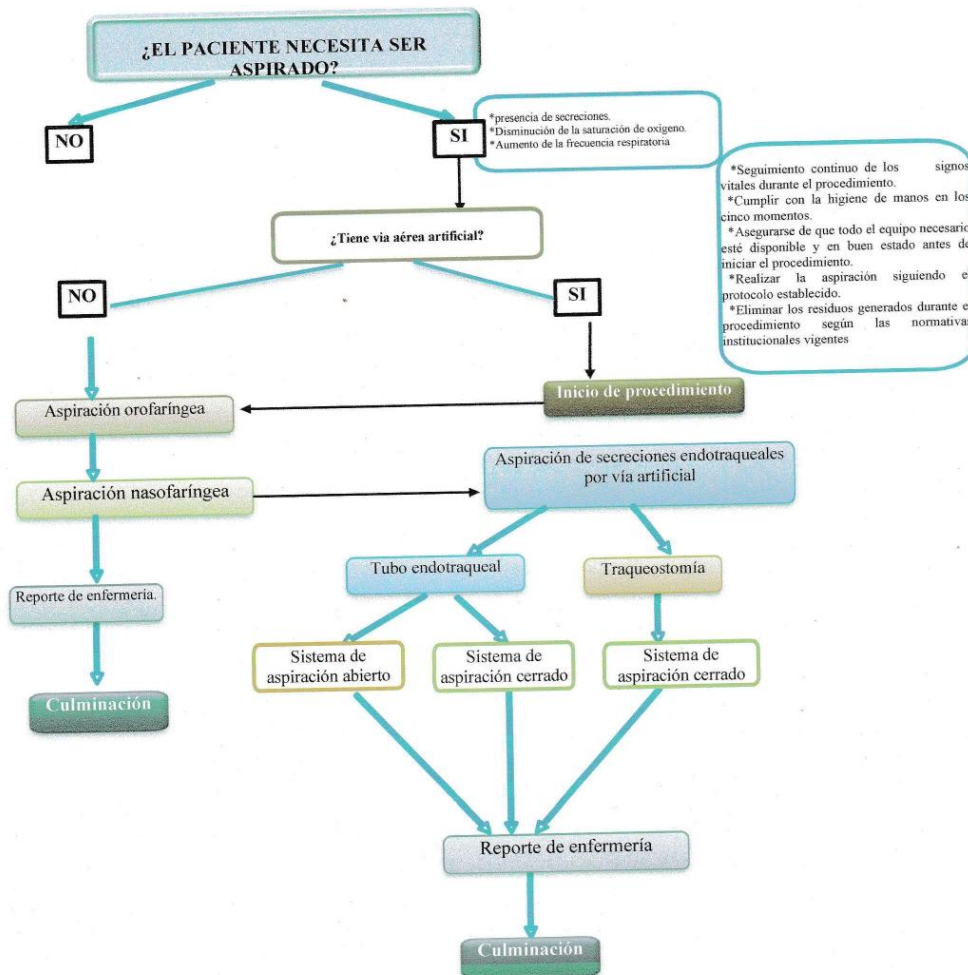 ¿EL PACIENTE NECESITA SER
ASPIRADO?
NO
SI
*presencia de secreciones.
*Disminución de la saturación de oxígeno.
*Aumento de la frecuencia respiratoria
*Seguimiento continuo de los signos
vitales durante el procedimiento.
*Cumplir con la higiene de manos en los
cinco momentos.
*Asegurarse de que todo el equipo necesario
esté disponible y en buen estado antes de
iniciar el procedimiento.
*Realizar la aspiración siguiendo e
protocolo establecido.
*Eliminar los residuos generados durante e
procedimiento según las normativa
institucionales vigentes
¿Tiene via aérea artificial?
NO
SI
Inicio de procedimiento
Aspiración orofaríngea
Aspiración nasofaríngea
Aspiración de secreciones endotraqueales
por vía artificial
Tubo endotraqueal
Traqueostomía
Reporte de enfermería.
Sistema de
aspiración abierto
Sistema de
aspiración cerrado
Sistema de
aspiración cerrado
Culminación
Reporte de enfermería
Culminación